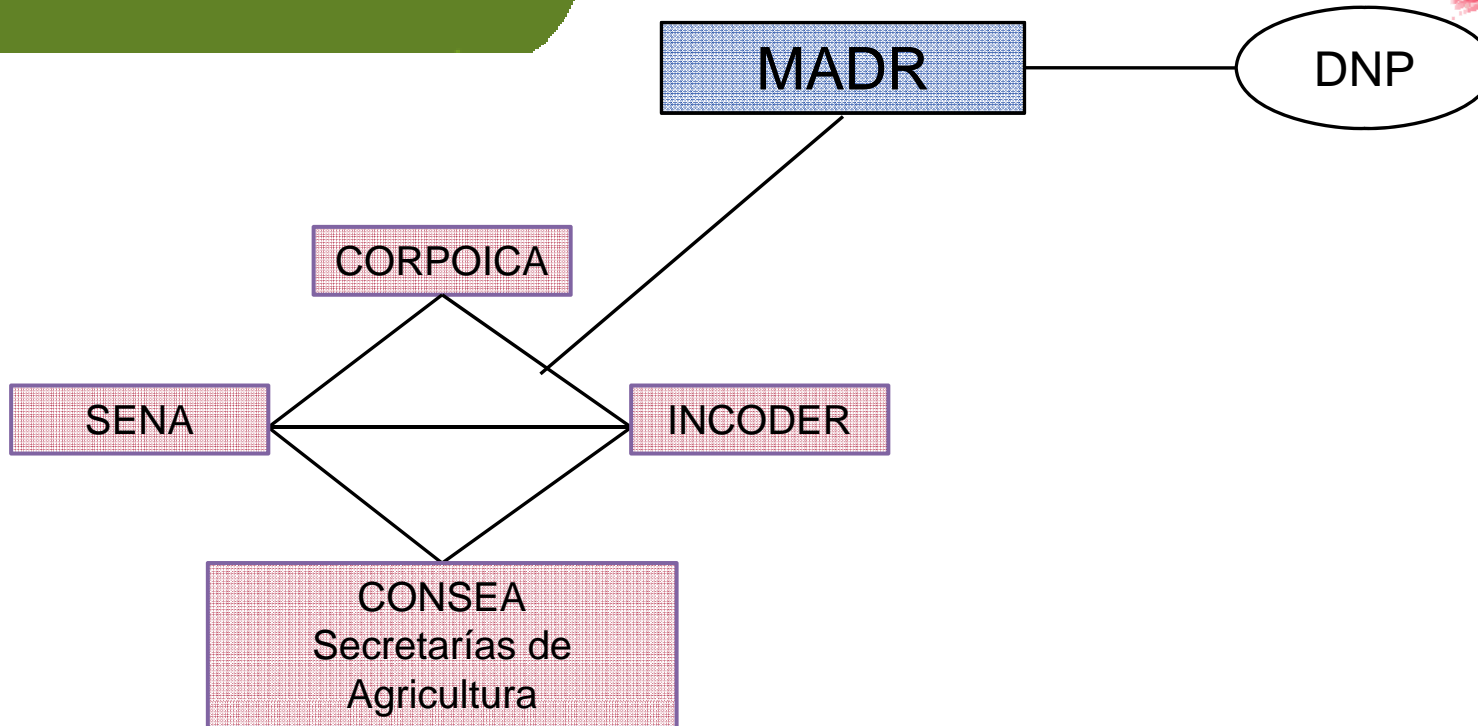 MADR
DNP
CORPOICA
SENA
INCODER
CONSEA
Secretarías de
Agricultura